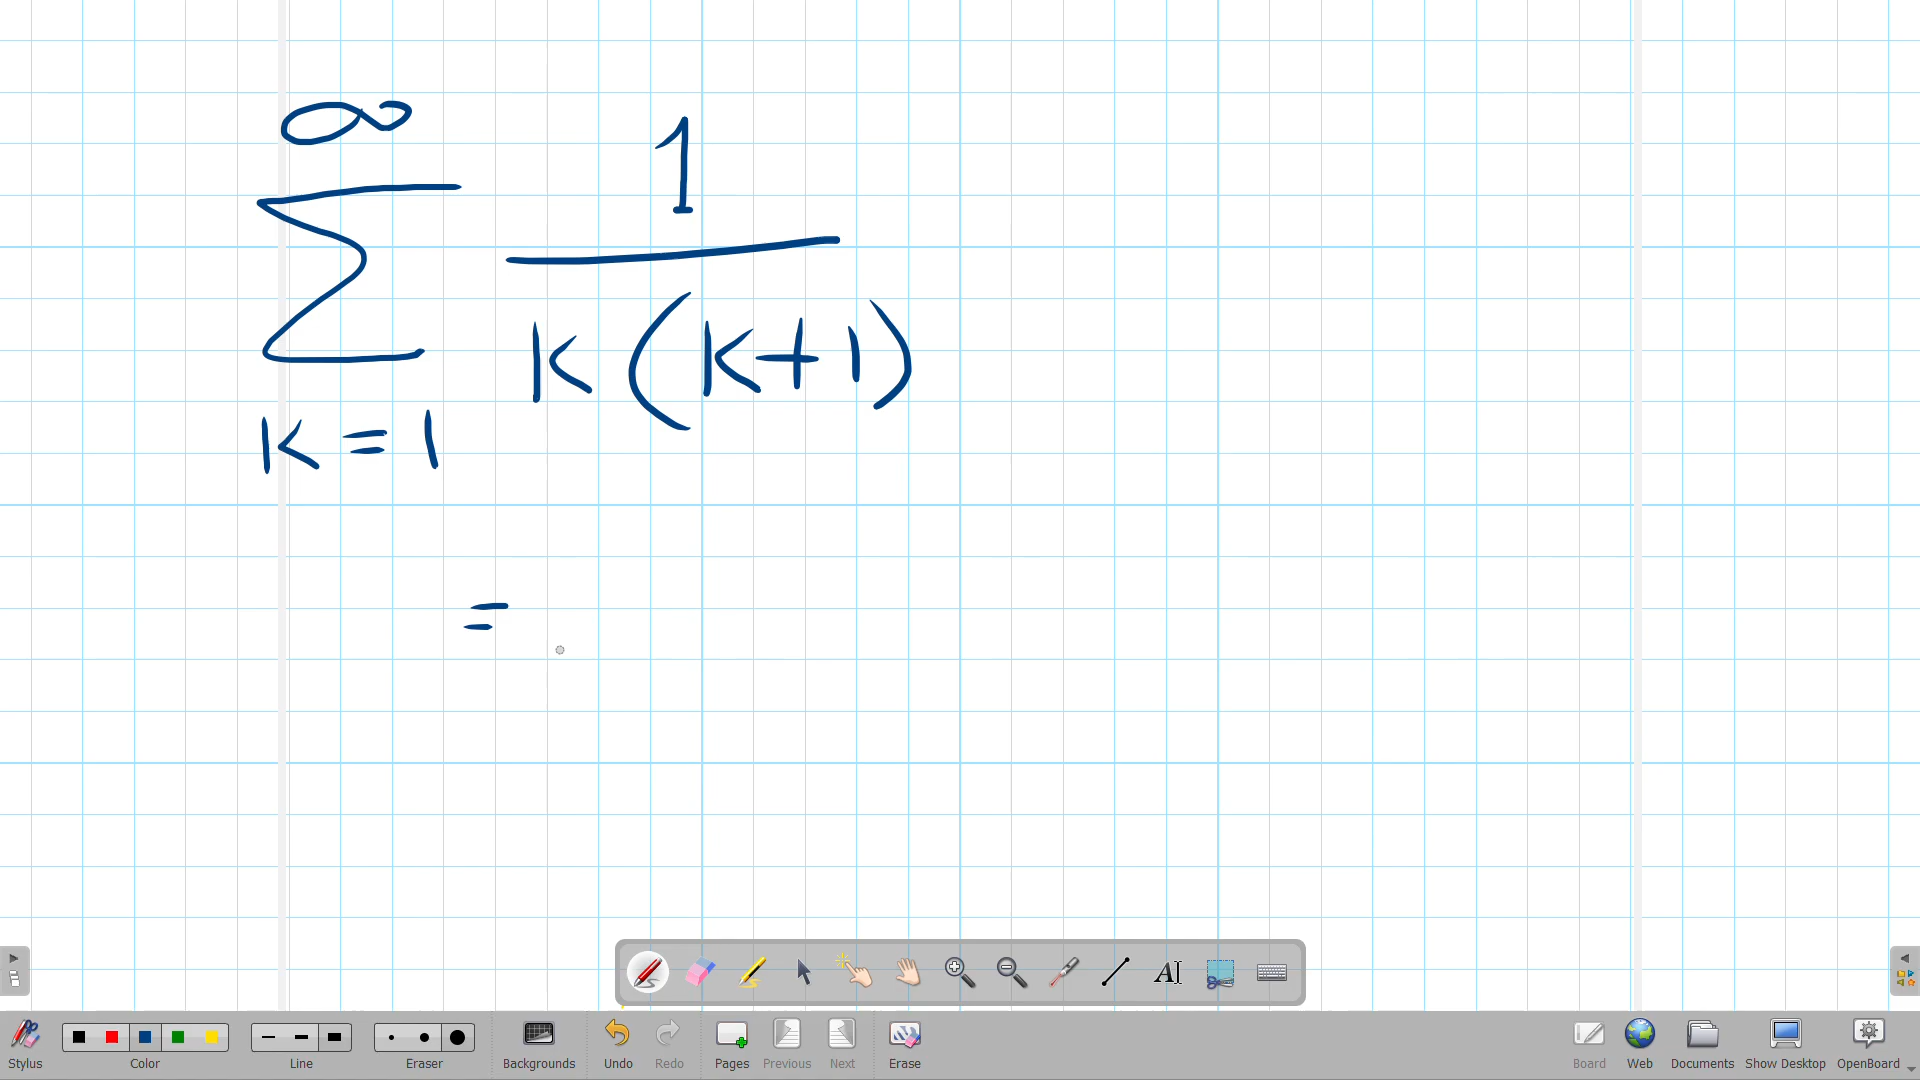 ∞
∑ 1/(k(k+1))
k=1
=
A
Stylus Color Line Eraser Backgrounds Undo Redo Pages Previous Next Erase Board Web Documents Show Desktop OpenBoard